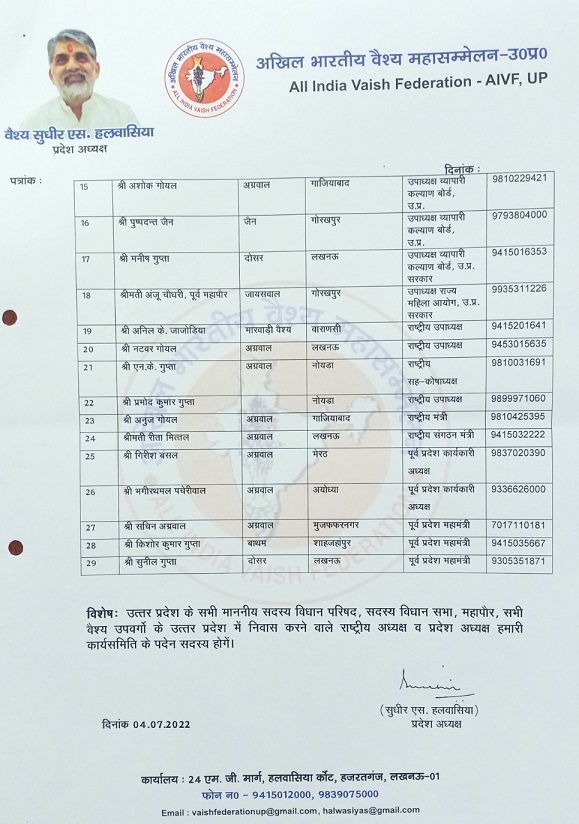 अखिल भारतीय वैश्य महासम्मेलन
ALL INDIA VAISH FEDERATION
अखिल भारतीय वैश्य महासम्मेलन-उ0प्र0
All India Vaish Federation - AIVF, UP
वैश्य सुधीर एस. हलवासिया
प्रदेश अध्यक्ष
पत्रांक :
दिनांक :
15 श्री अशोक गोयल अग्रवाल गाजियाबाद उपाध्यक्ष व्यापारी कल्याण बोर्ड, उ.प्र. 9810229421
16 श्री पुष्पदन्त जैन जैन गोरखपुर उपाध्यक्ष व्यापारी कल्याण बोर्ड, उ.प्र. 9793804000
17 श्री मनीष गुप्ता दोसर लखनऊ उपाध्यक्ष व्यापारी कल्याण बोर्ड, उ.प्र. सरकार 9415016353
18 श्रीमती अंजू चौधरी, पूर्व महापौर जायसवाल गोरखपुर उपाध्यक्ष राज्य महिला आयोग, उ.प्र. सरकार 9935311226
19 श्री अनिल के. जाजोडिया मारवाड़ी वैश्य वाराणसी राष्ट्रीय उपाध्यक्ष 9415201641
20 श्री नटवर गोयल अग्रवाल लखनऊ राष्ट्रीय उपाध्यक्ष 9453015635
21 श्री एन.के. गुप्ता अग्रवाल नोयडा राष्ट्रीय सह-कोषाध्यक्ष 9810031691
22 श्री प्रमोद कुमार गुप्ता नोयडा राष्ट्रीय उपाध्यक्ष 9899971060
23 श्री अनुज गोयल अग्रवाल गाजियाबाद राष्ट्रीय मंत्री 9810425395
24 श्रीमती रीता मित्तल अग्रवाल लखनऊ राष्ट्रीय संगठन मंत्री 9415032222
25 श्री गिरीश बंसल अग्रवाल मेरठ पूर्व प्रदेश कार्यकारी अध्यक्ष 9837020390
26 श्री भगीरथमल पचेरीवाल अग्रवाल अयोध्या पूर्व प्रदेश कार्यकारी अध्यक्ष 9336626000
27 श्री सचिन अग्रवाल अग्रवाल मुजफफरनगर पूर्व प्रदेश महामंत्री 7017110181
28 श्री किशोर कुमार गुप्ता बाथम शाहजहांपुर पूर्व प्रदेश महामंत्री 9415035667
29 श्री सुनील गुप्ता दोसर लखनऊ पूर्व प्रदेश महामंत्री 9305351871
विशेषः उत्तर प्रदेश के सभी माननीय सदस्य विधान परिषद, सदस्य विधान सभा, महापौर, सभी
वैश्य उपवर्गो के उत्तर प्रदेश में निवास करने वाले राष्ट्रीय अध्यक्ष व प्रदेश अध्यक्ष हमारी
कार्यसमिति के पदेन सदस्य होगें।
(सुधीर एस. हलवासिया)
प्रदेश अध्यक्ष
दिनांक 04.07.2022
कार्यालय : 24 एम. जी. मार्ग, हलवासिया कोर्ट, हजरतगंज, लखनऊ-01
फोन न0 - 9415012000, 9839075000
Email : vaishfederationup@gmail.com, halwasiyas@gmail.com